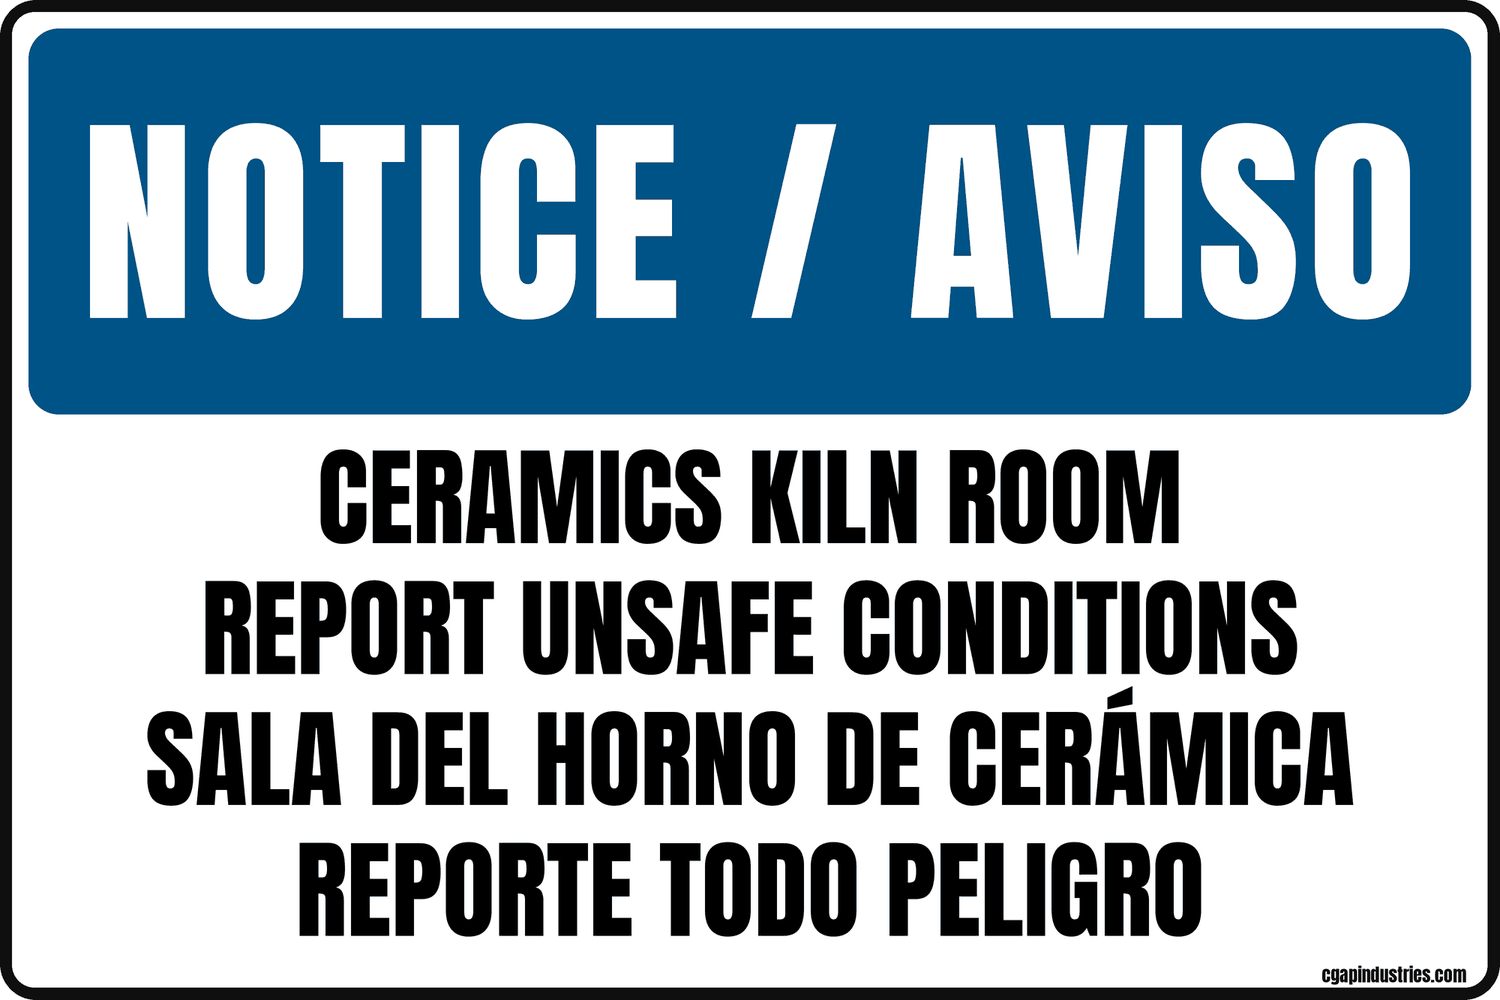 NOTICE / AVISO
CERAMICS KILN ROOM
REPORT UNSAFE CONDITIONS
SALA DEL HORNO DE CERÁMICA
REPORTE TODO PELIGRO
cgapindustries.com